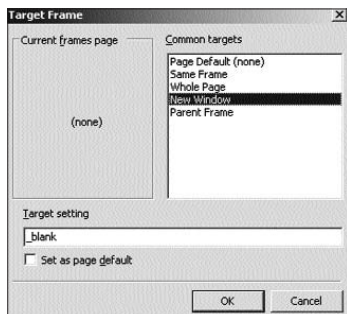 Target Frame
Current frames page
(none)
Common targets
Page Default (none)
Same Frame
Whole Page
New Window
Parent Frame
Target setting
_blank
Set as page default
OK
Cancel